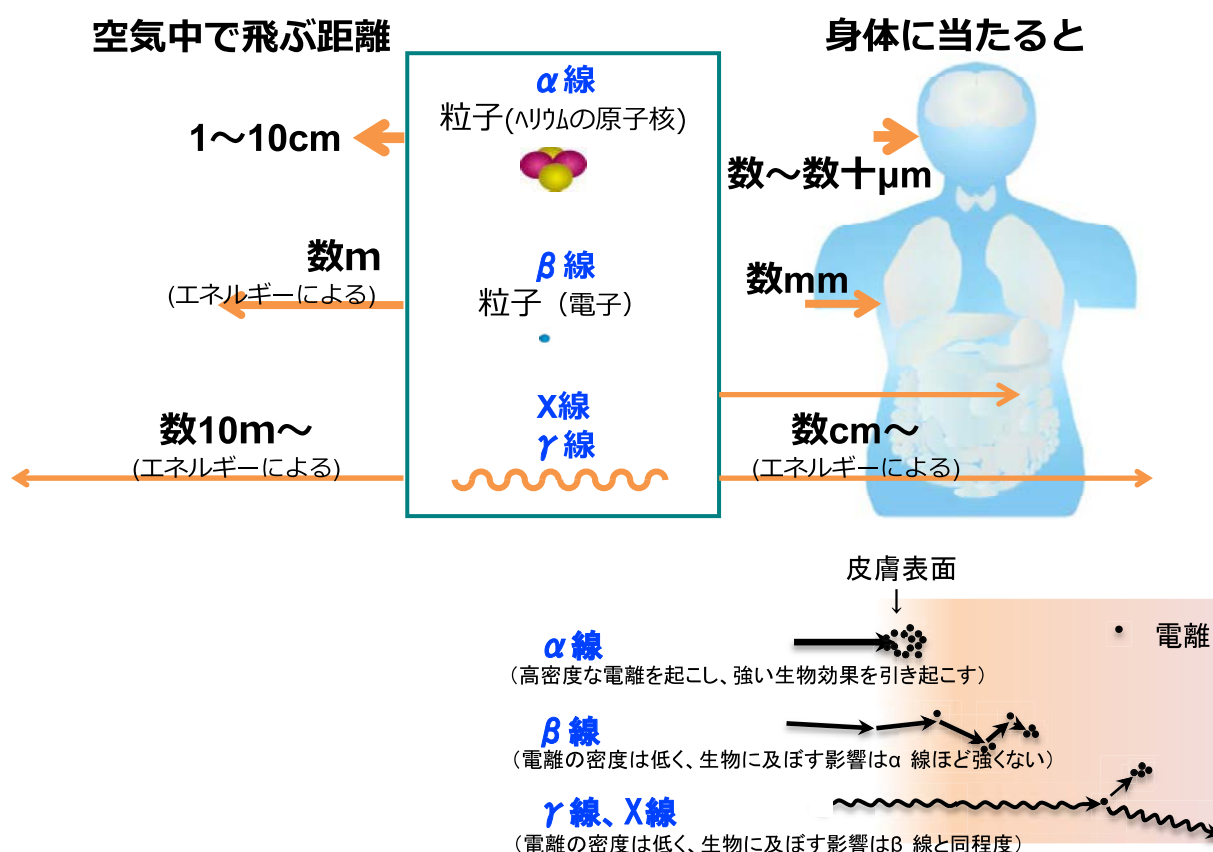 空気中で飛ぶ距離
身体に当たると
α線
粒子(ﾍﾘｳﾑの原子核)
1～10cm
数～数十μm
数m
(エネルギーによる)
β線
粒子（電子）
数mm
X線
γ線
数10m～
(エネルギーによる)
数cm～
(エネルギーによる)
皮膚表面
↓
電離
α線
（高密度な電離を起こし、強い生物効果を引き起こす）
β線
（電離の密度は低く、生物に及ぼす影響はα 線ほど強くない）
γ線、X線
（電離の密度は低く、生物に及ぼす影響はβ 線と同程度）